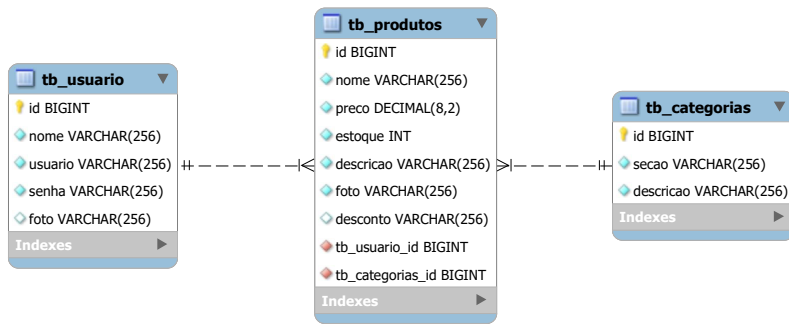 tb_usuario
id BIGINT
nome VARCHAR(256)
usuario VARCHAR(256)
senha VARCHAR(256)
foto VARCHAR(256)
Indexes
tb_produtos
id BIGINT
nome VARCHAR(256)
preco DECIMAL(8,2)
estoque INT
descricao VARCHAR(256)
foto VARCHAR(256)
desconto VARCHAR(256)
tb_usuario_id BIGINT
tb_categorias_id BIGINT
Indexes
tb_categorias
id BIGINT
secao VARCHAR(256)
descricao VARCHAR(256)
Indexes